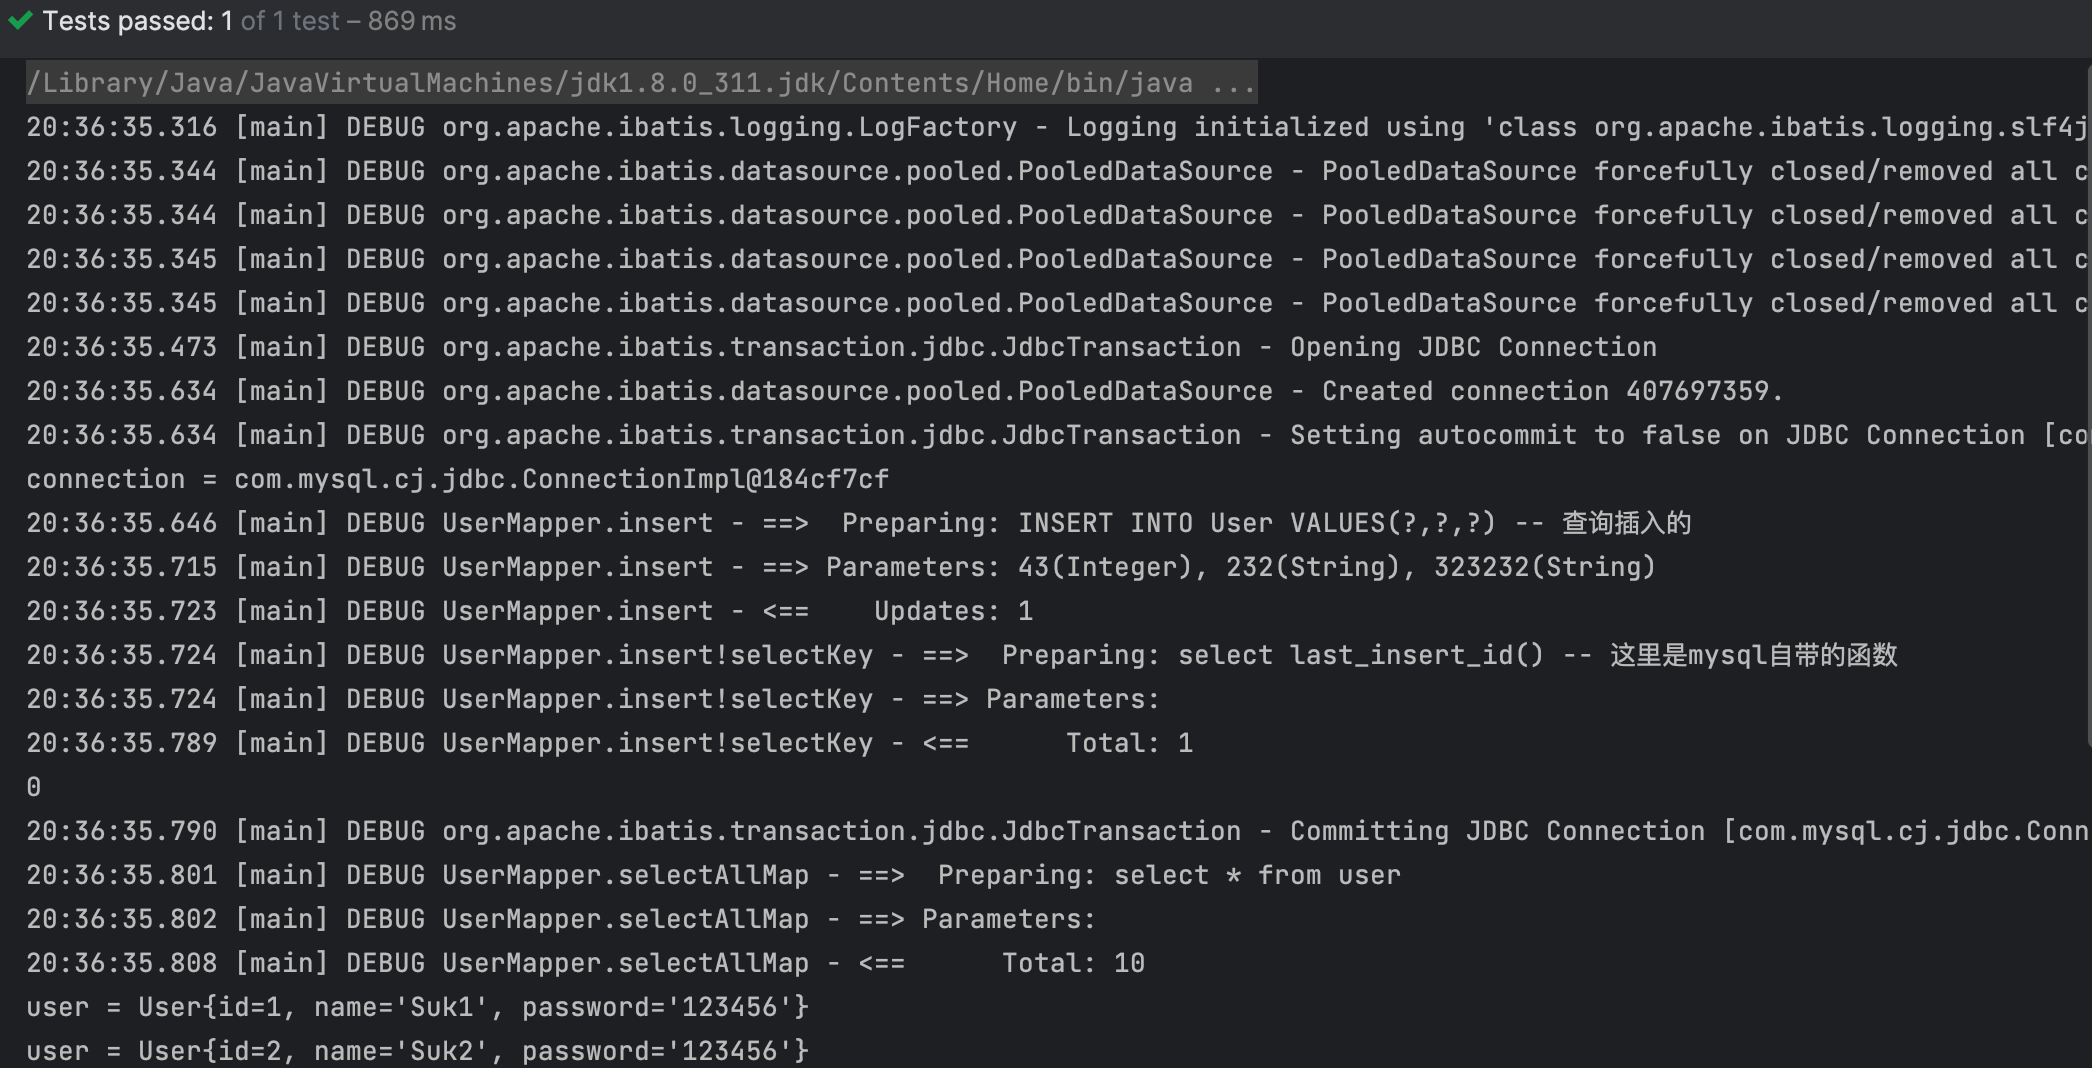 Tests passed: 1 of 1 test – 869 ms
/Library/Java/JavaVirtualMachines/jdk1.8.0_311.jdk/Contents/Home/bin/java ...
20:36:35.316 [main] DEBUG org.apache.ibatis.logging.LogFactory - Logging initialized using 'class org.apache.ibatis.logging.slf4j
20:36:35.344 [main] DEBUG org.apache.ibatis.datasource.pooled.PooledDataSource - PooledDataSource forcefully closed/removed all c
20:36:35.344 [main] DEBUG org.apache.ibatis.datasource.pooled.PooledDataSource - PooledDataSource forcefully closed/removed all c
20:36:35.345 [main] DEBUG org.apache.ibatis.datasource.pooled.PooledDataSource - PooledDataSource forcefully closed/removed all c
20:36:35.345 [main] DEBUG org.apache.ibatis.datasource.pooled.PooledDataSource - PooledDataSource forcefully closed/removed all c
20:36:35.473 [main] DEBUG org.apache.ibatis.transaction.jdbc.JdbcTransaction - Opening JDBC Connection
20:36:35.634 [main] DEBUG org.apache.ibatis.datasource.pooled.PooledDataSource - Created connection 407697359.
20:36:35.634 [main] DEBUG org.apache.ibatis.transaction.jdbc.JdbcTransaction - Setting autocommit to false on JDBC Connection [co
connection = com.mysql.cj.jdbc.ConnectionImpl@184cf7cf
20:36:35.646 [main] DEBUG UserMapper.insert - ==>  Preparing: INSERT INTO User VALUES(?,?,?) -- 查询插入的
20:36:35.715 [main] DEBUG UserMapper.insert - ==> Parameters: 43(Integer), 232(String), 323232(String)
20:36:35.723 [main] DEBUG UserMapper.insert - <==    Updates: 1
20:36:35.724 [main] DEBUG UserMapper.insert!selectKey - ==>  Preparing: select last_insert_id() -- 这里是mysql自带的函数
20:36:35.724 [main] DEBUG UserMapper.insert!selectKey - ==> Parameters:
20:36:35.789 [main] DEBUG UserMapper.insert!selectKey - <==      Total: 1
0
20:36:35.790 [main] DEBUG org.apache.ibatis.transaction.jdbc.JdbcTransaction - Committing JDBC Connection [com.mysql.cj.jdbc.Conn
20:36:35.801 [main] DEBUG UserMapper.selectAllMap - ==>  Preparing: select * from user
20:36:35.802 [main] DEBUG UserMapper.selectAllMap - ==> Parameters:
20:36:35.808 [main] DEBUG UserMapper.selectAllMap - <==      Total: 10
user = User{id=1, name='Suk1', password='123456'}
user = User{id=2, name='Suk2', password='123456'}